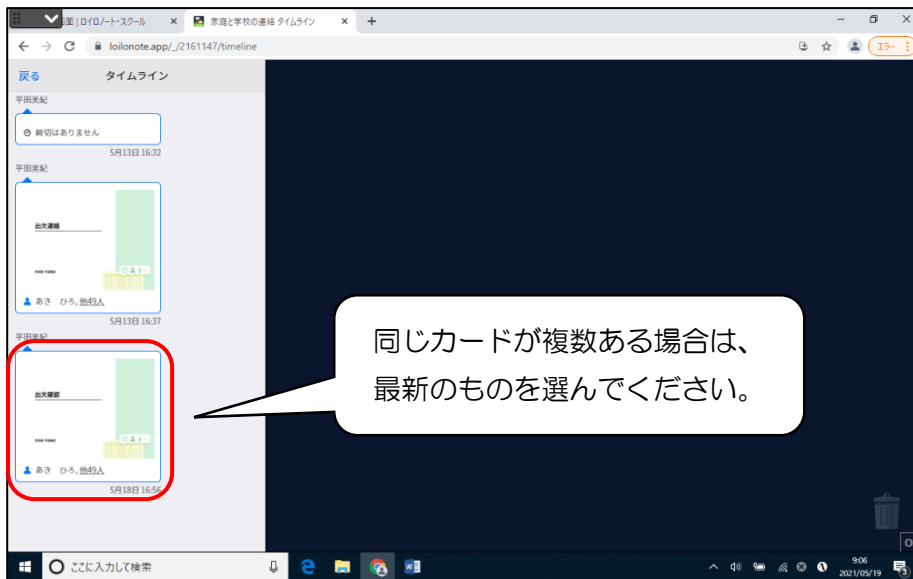 面 | ロイロノート・スクール
家庭と学校の連絡 タイムライン
loilonote.app/_/2161147/timeline
エラー
戻る
タイムライン
平田美紀
締切はありません
5月13日 16:32
平田美紀
出欠連絡
あき ひろ, 他49人
5月13日 16:37
平田美紀
出欠確認
あき ひろ, 他49人
5月18日 16:56
同じカードが複数ある場合は、
最新のものを選んでください。
ここに入力して検索
9:06
2021/05/19